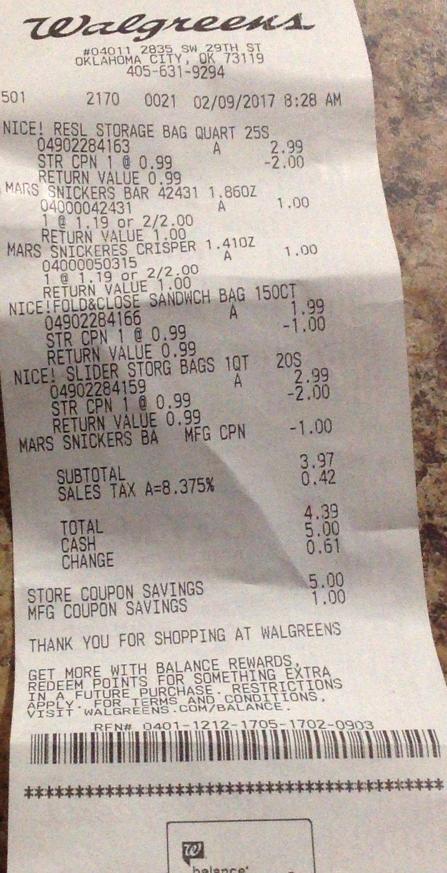 Walgreens
#04011 2835 SW 29TH ST
OKLAHOMA CITY, OK 73119
405-631-9294
501 2170 0021 02/09/2017 8:28 AM
NICE! RESL STORAGE BAG QUART 25S
04902284163 A 2.99
STR CPN 1 @ 0.99 -2.00
RETURN VALUE 0.99
MARS SNICKERS BAR 42431 1.86OZ
04000042431 A 1.00
1 @ 1.19 or 2/2.00
RETURN VALUE 1.00
MARS SNICKERES CRISPER 1.41OZ
04000050315 A 1.00
1 @ 1.19 or 2/2.00
RETURN VALUE 1.00
NICE!FOLD&CLOSE SANDWCH BAG 150CT
04902284166 A 1.99
STR CPN 1 @ 0.99 -1.00
RETURN VALUE 0.99
NICE! SLIDER STORG BAGS 1QT 20S
04902284159 A 2.99
STR CPN 1 @ 0.99 -2.00
RETURN VALUE 0.99
MARS SNICKERS BA MFG CPN -1.00
SUBTOTAL 3.97
SALES TAX A=8.375% 0.42
TOTAL 4.39
CASH 5.00
CHANGE 0.61
STORE COUPON SAVINGS 5.00
MFG COUPON SAVINGS 1.00
THANK YOU FOR SHOPPING AT WALGREENS
GET MORE WITH BALANCE REWARDS,
REDEEM POINTS FOR SOMETHING EXTRA
IN A FUTURE PURCHASE. RESTRICTIONS
APPLY. FOR TERMS AND CONDITIONS,
VISIT WALGREENS.COM/BALANCE.
RFN# 0401-1212-1705-1702-0903
****************************************
W
balance®